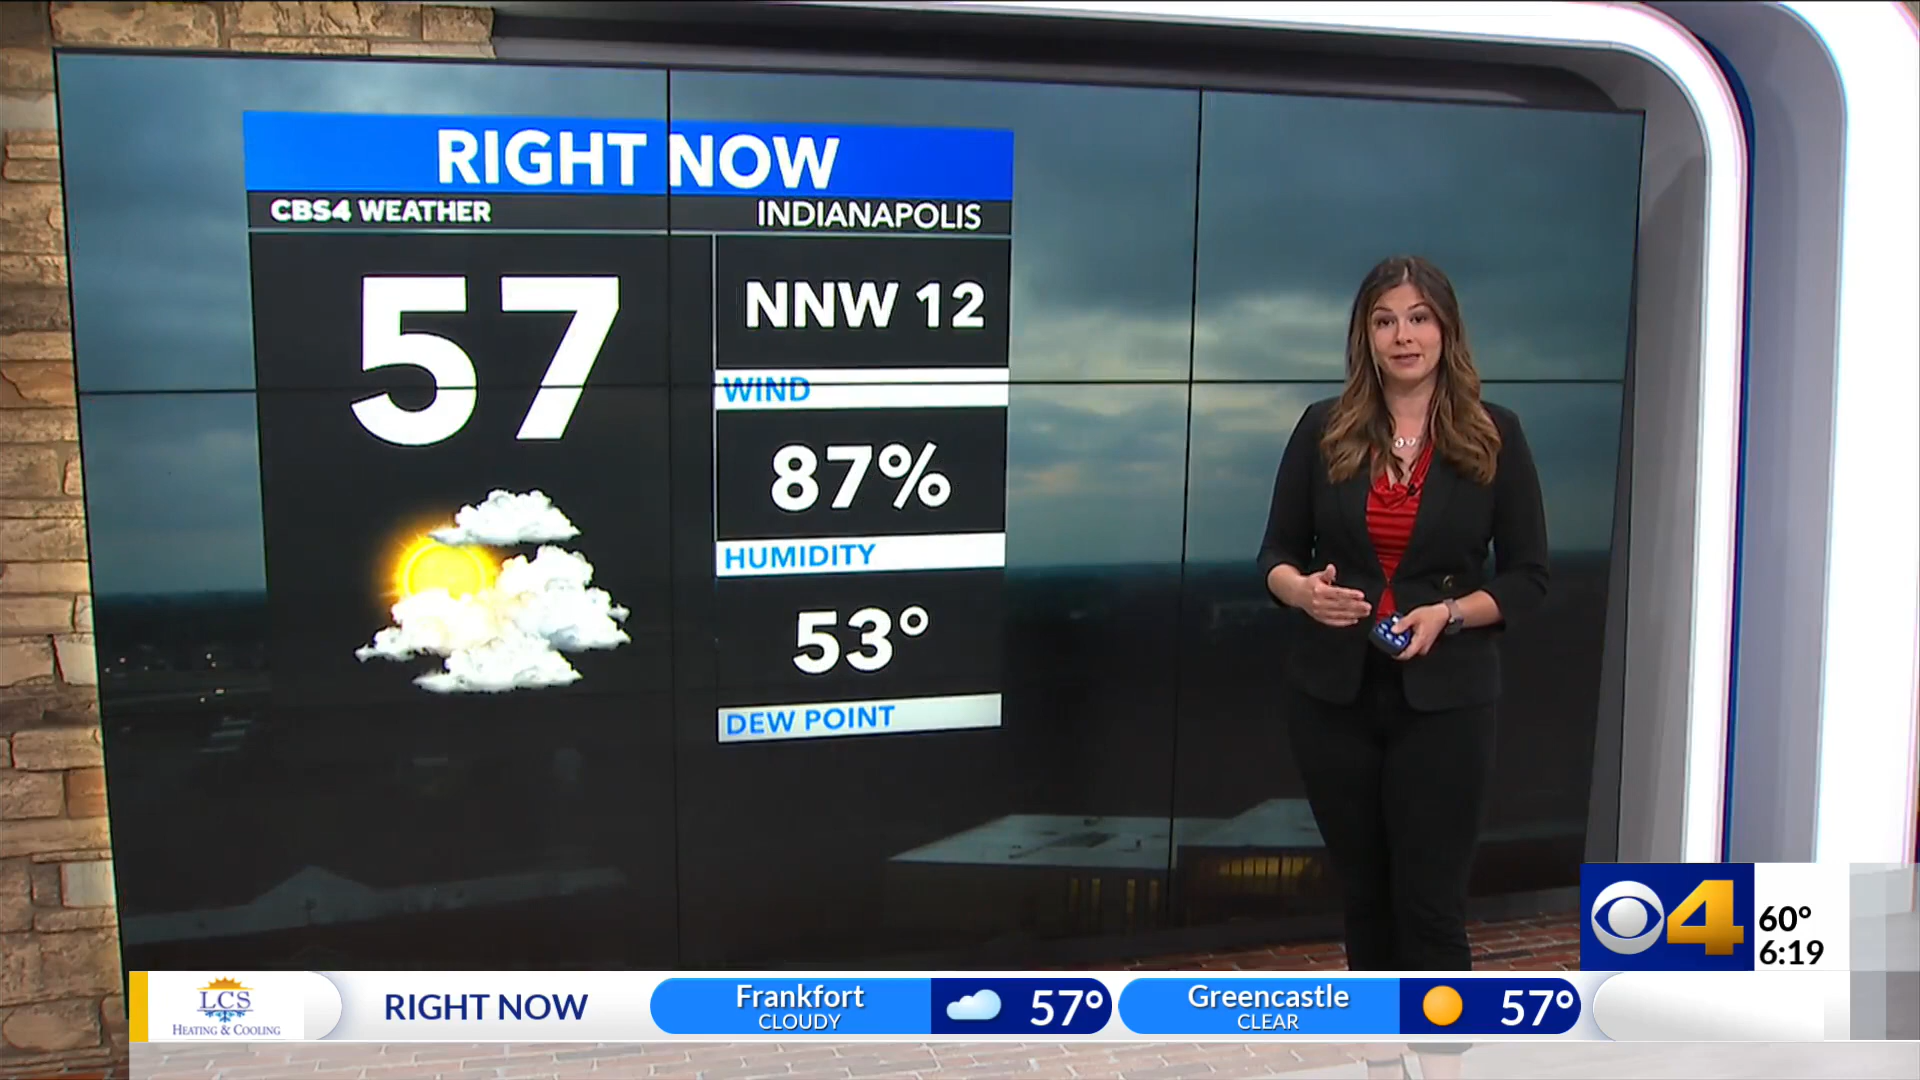 RIGHT NOW
CBS4 WEATHER
INDIANAPOLIS
57
NNW 12
WIND
87%
HUMIDITY
53°
DEW POINT
4
60°
6:19
LCS
HEATING & COOLING
RIGHT NOW
Frankfort
CLOUDY
57°
Greencastle
CLEAR
57°